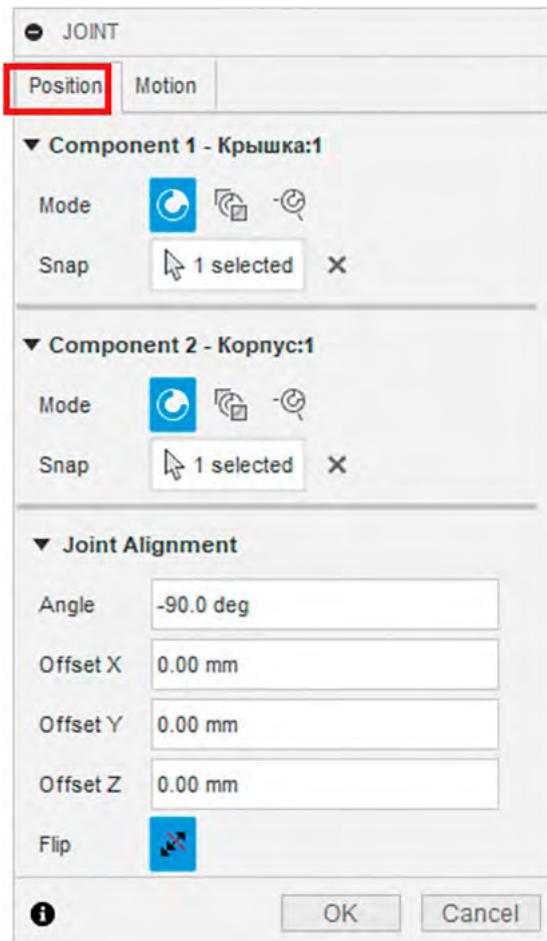 JOINT
Position Motion
Component 1 - Крышка:1
Mode
Snap 1 selected
Component 2 - Корпус:1
Mode
Snap 1 selected
Joint Alignment
Angle -90.0 deg
Offset X 0.00 mm
Offset Y 0.00 mm
Offset Z 0.00 mm
Flip
OK Cancel